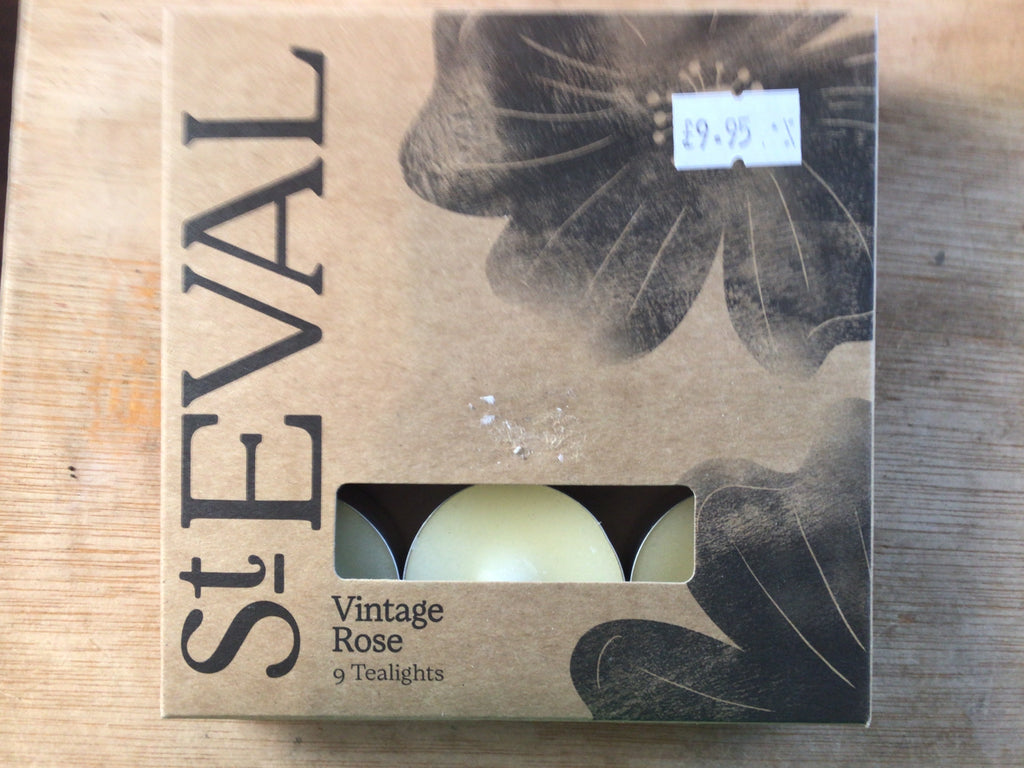 St EVAL
£9.95
Vintage
Rose
9 Tealights